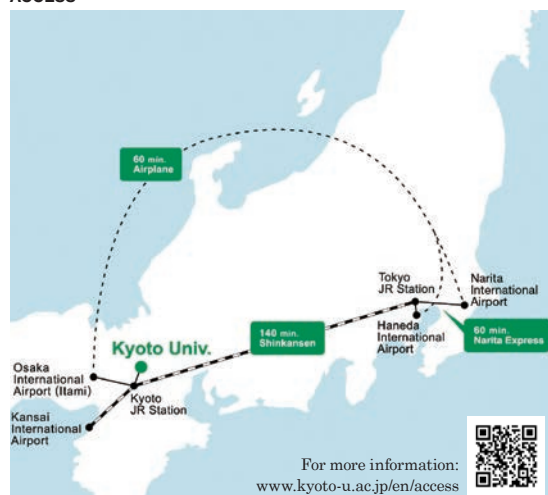 ACCESS
60 min.
Airplane
Tokyo
JR Station
Narita
International
Airport
Haneda
International
Airport
60 min.
Narita Express
140 min.
Shinkansen
Kyoto Univ.
Osaka
International
Airport (Itami)
Kyoto
JR Station
Kansai
International
Airport
For more information:
www.kyoto-u.ac.jp/en/access